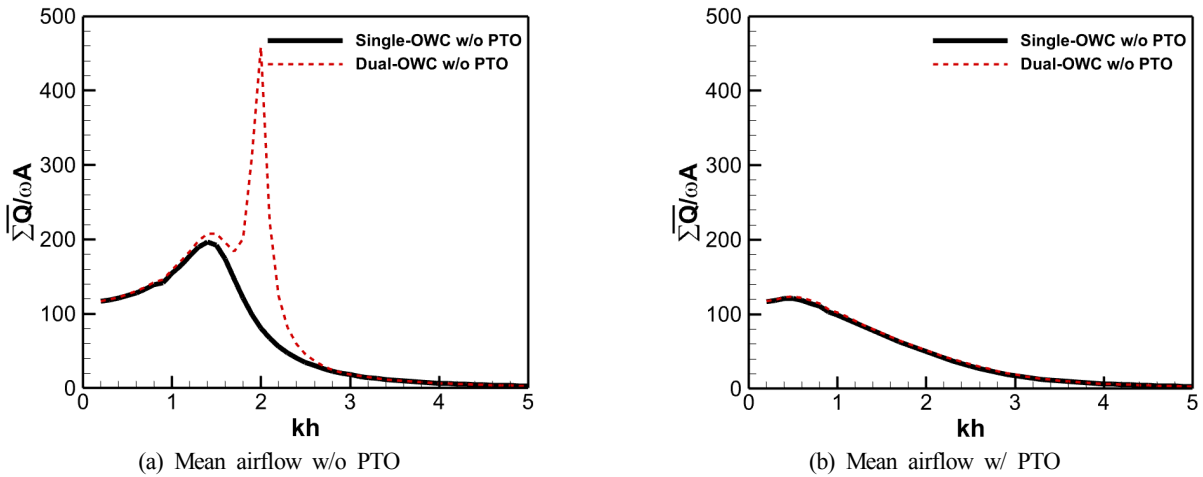 500
400
300
200
100
0
ΣQ̅/ωA
Single-OWC w/o PTO
Dual-OWC w/o PTO
0 1 2 3 4 5
kh
(a) Mean airflow w/o PTO
500
400
300
200
100
0
ΣQ̅/ωA
Single-OWC w/o PTO
Dual-OWC w/o PTO
0 1 2 3 4 5
kh
(b) Mean airflow w/ PTO